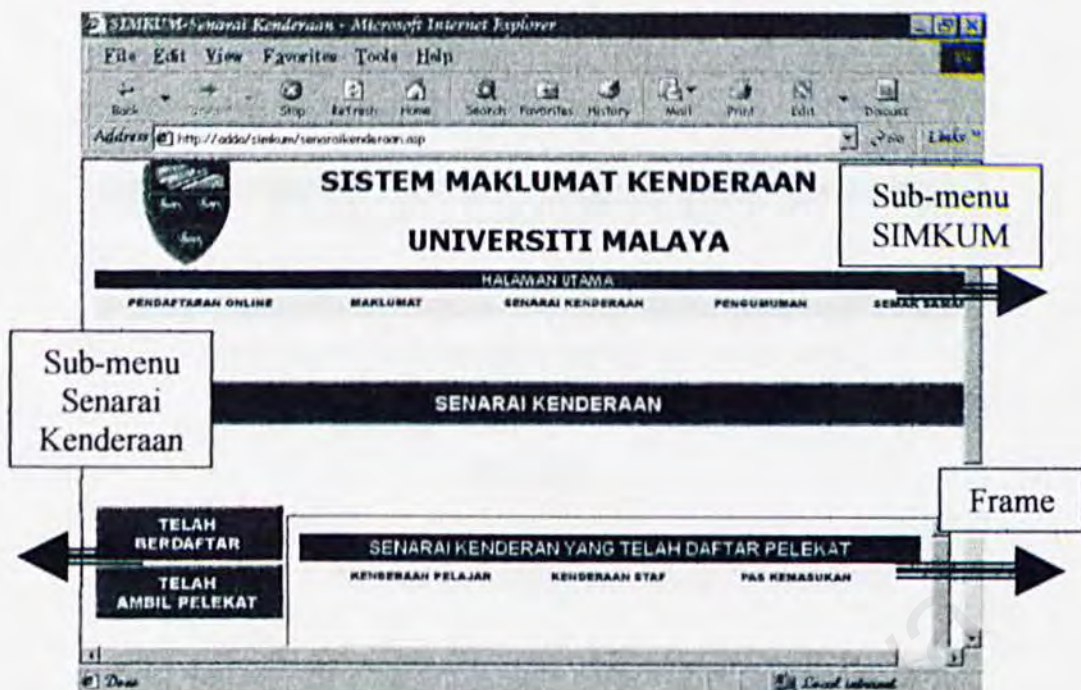 SIMKUM-Senarai Kenderaan - Microsoft Internet Explorer
File Edit View Favorites Tools Help
Back Stop Refresh Home Search Favorites History Mail Print Edit Discuss
Address http://adda/simkum/senaraikenderaan.asp Links
SISTEM MAKLUMAT KENDERAAN
UNIVERSITI MALAYA
Sub-menu
SIMKUM
HALAMAN UTAMA
PENDAFTARAN ONLINE MAKLUMAT SENARAI KENDERAAN PENGUMUMAN SEMAK SAMAN
Sub-menu
Senarai
Kenderaan
SENARAI KENDERAAN
Frame
TELAH
BERDAFTAR
TELAH
AMBIL PELEKAT
SENARAI KENDERAN YANG TELAH DAFTAR PELEKAT
KENDERAAN PELAJAR KENDERAAN STAF PAS KEMASUKAN
Done Local intranet